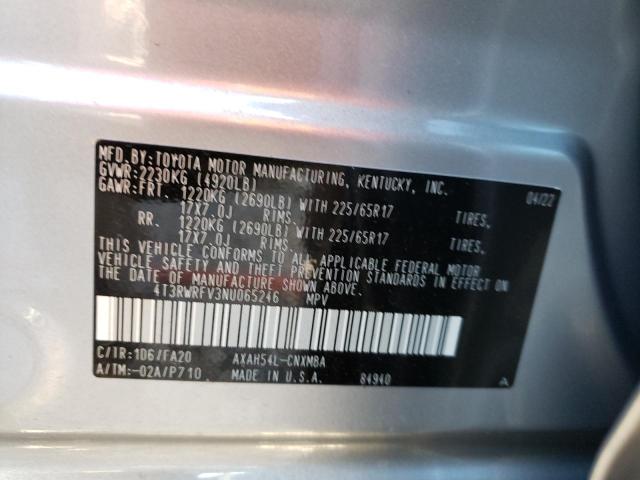 MFD. BY: TOYOTA MOTOR MANUFACTURING, KENTUCKY, INC. 04/22
GVWR: 2230KG (4920LB)
GAWR: FRT. 1220KG (2690LB) WITH 225/65R17 TIRES,
17X7.0J RIMS,
RR. 1220KG (2690LB) WITH 225/65R17 TIRES,
17X7.0J RIMS.
THIS VEHICLE CONFORMS TO ALL APPLICABLE FEDERAL MOTOR
VEHICLE SAFETY AND THEFT PREVENTION STANDARDS IN EFFECT ON
THE DATE OF MANUFACTURE SHOWN ABOVE.
4T3RWRFV3NU065246 MPV
C/TR: 1D6/FA20 AXAH54L-CNXMBA
A/TM: -02A/P710 MADE IN U.S.A. 84940 A